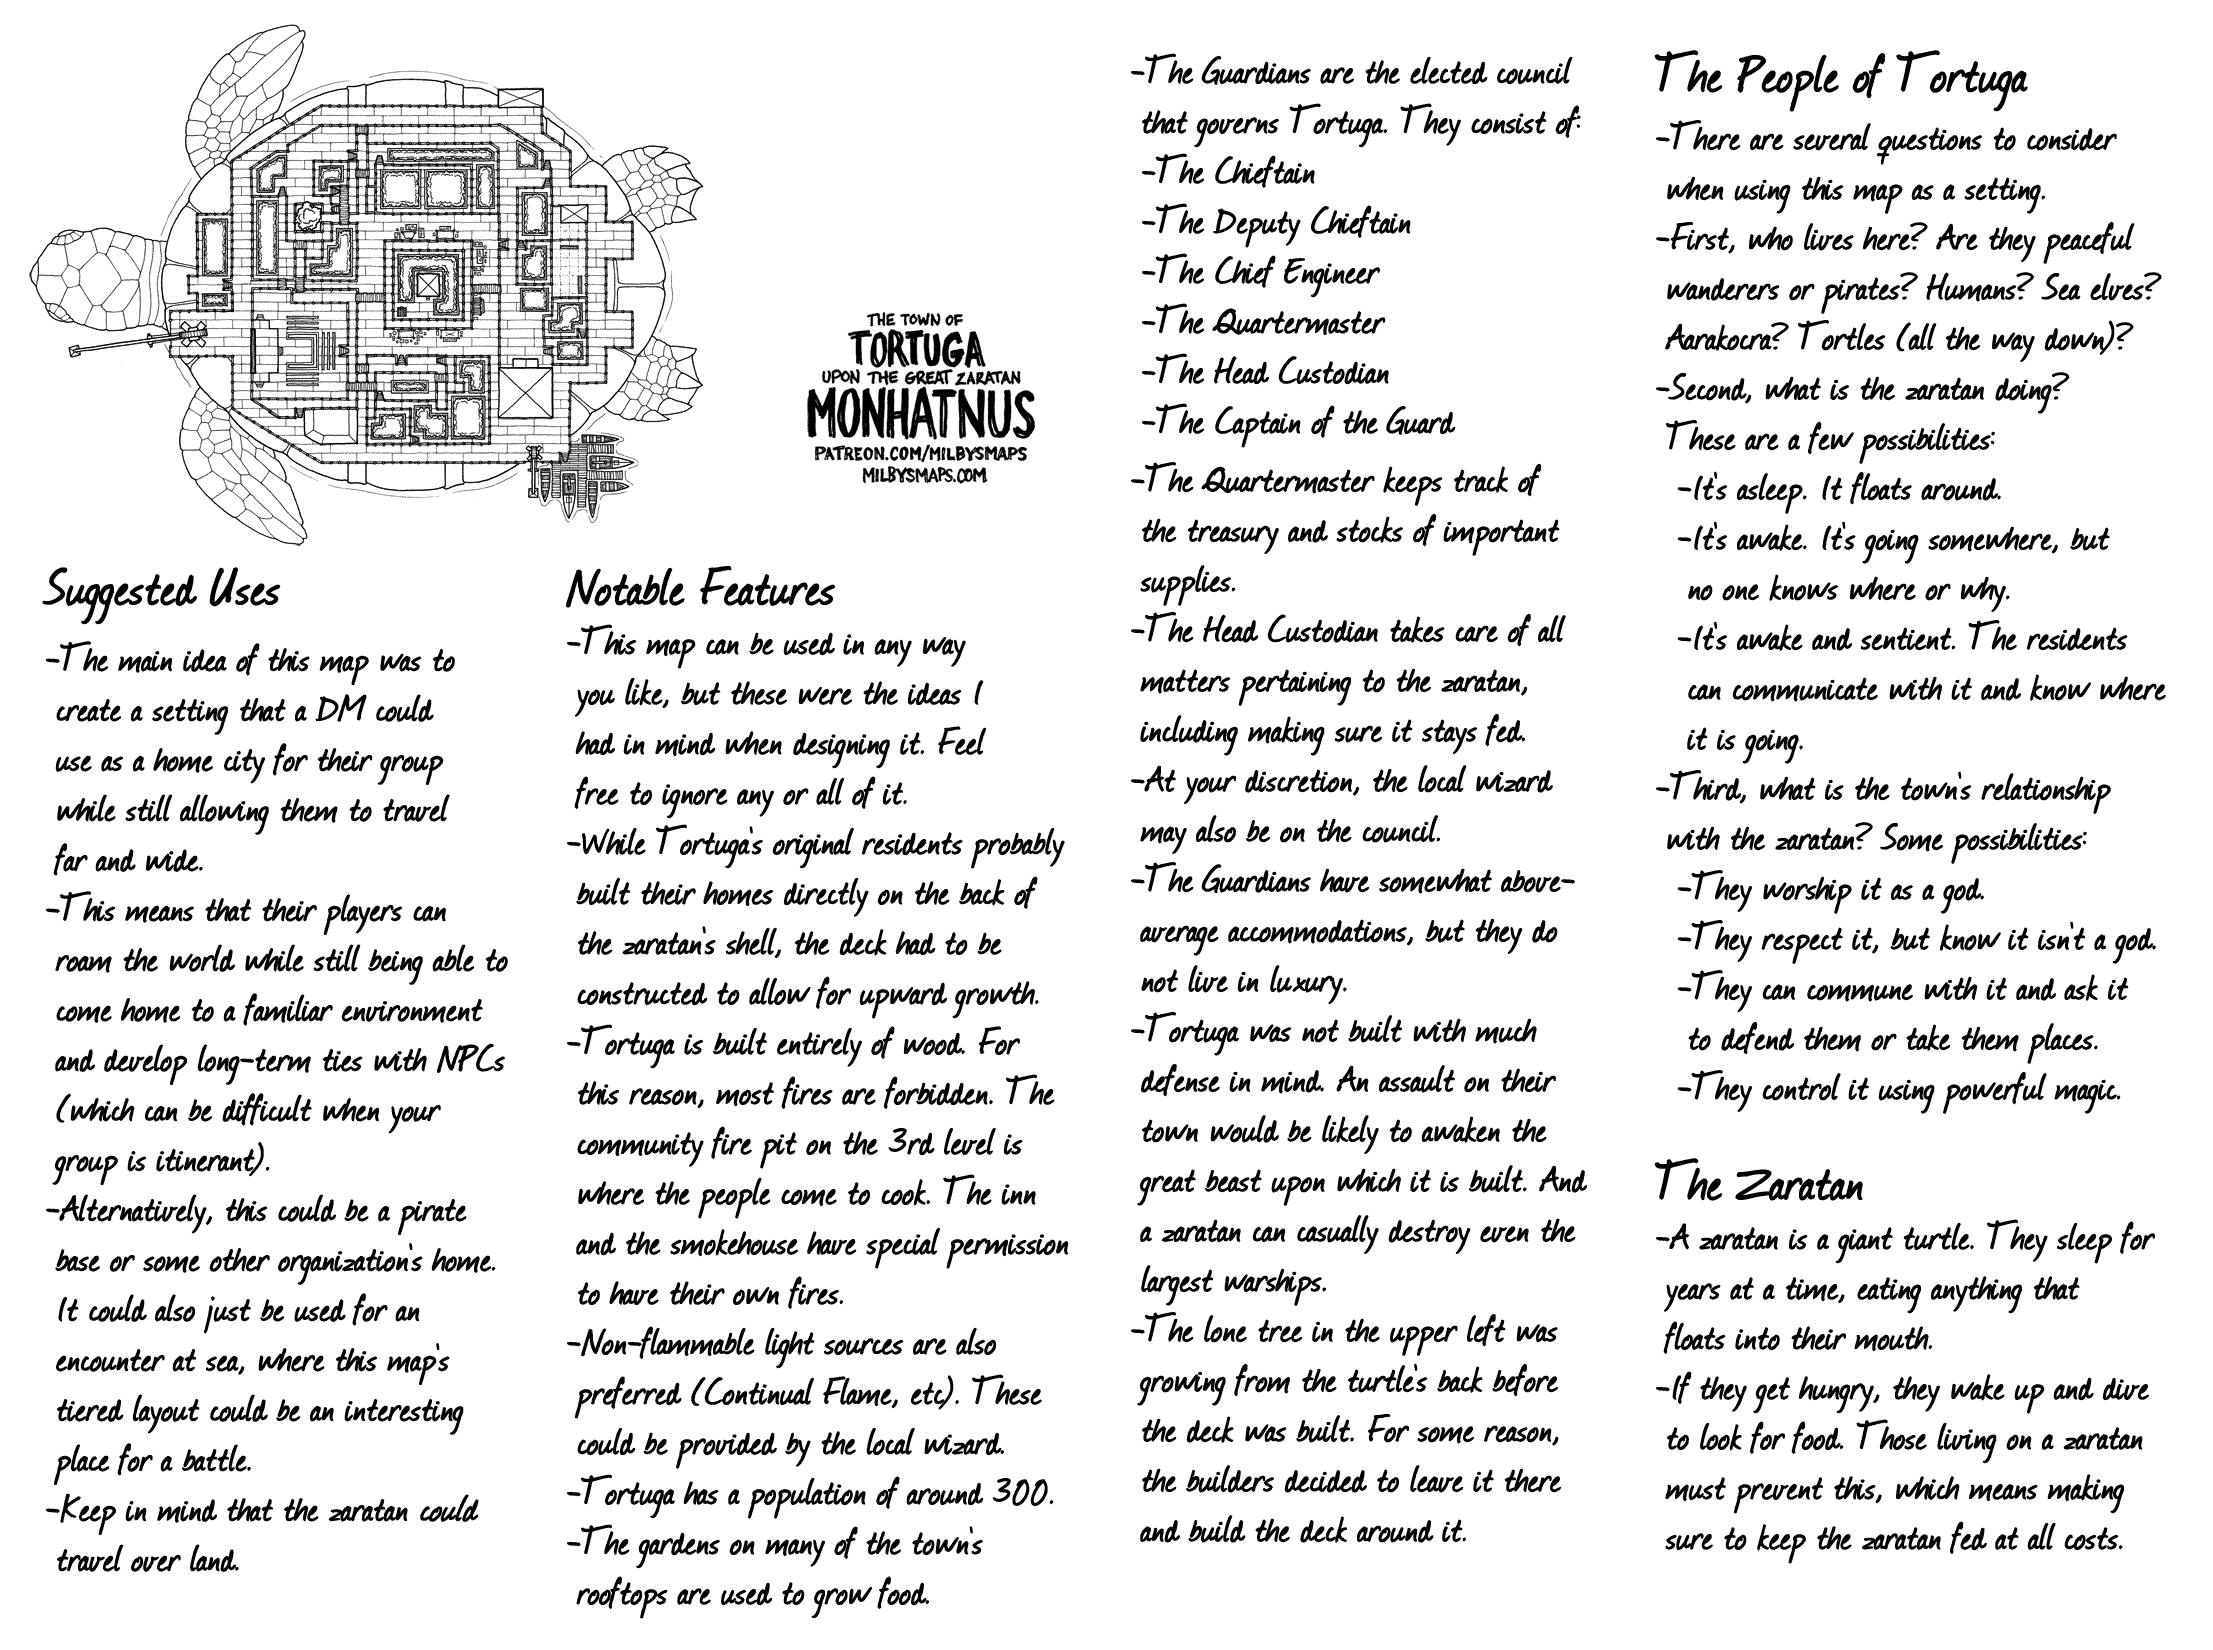 THE TOWN OF
TORTUGA
UPON THE GREAT ZARATAN
MONHATNUS
PATREON.COM/MILBYSMAPS
MILBYSMAPS.COM
Suggested Uses
-The main idea of this map was to
create a setting that a DM could
use as a home city for their group
while still allowing them to travel
far and wide.
-This means that their players can
roam the world while still being able to
come home to a familiar environment
and develop long-term ties with NPCs
(which can be difficult when your
group is itinerant).
-Alternatively, this could be a pirate
base or some other organization's home.
It could also just be used for an
encounter at sea, where this map's
tiered layout could be an interesting
place for a battle.
-Keep in mind that the zaratan could
travel over land.
Notable Features
-This map can be used in any way
you like, but these were the ideas I
had in mind when designing it. Feel
free to ignore any or all of it.
-While Tortuga's original residents probably
built their homes directly on the back of
the zaratan's shell, the deck had to be
constructed to allow for upward growth.
-Tortuga is built entirely of wood. For
this reason, most fires are forbidden. The
community fire pit on the 3rd level is
where the people come to cook. The inn
and the smokehouse have special permission
to have their own fires.
-Non-flammable light sources are also
preferred (Continual Flame, etc). These
could be provided by the local wizard.
-Tortuga has a population of around 300.
-The gardens on many of the town's
rooftops are used to grow food.
-The Guardians are the elected council
that governs Tortuga. They consist of:
-The Chieftain
-The Deputy Chieftain
-The Chief Engineer
-The Quartermaster
-The Head Custodian
-The Captain of the Guard
-The Quartermaster keeps track of
the treasury and stocks of important
supplies.
-The Head Custodian takes care of all
matters pertaining to the zaratan,
including making sure it stays fed.
-At your discretion, the local wizard
may also be on the council.
-The Guardians have somewhat above-
average accommodations, but they do
not live in luxury.
-Tortuga was not built with much
defense in mind. An assault on their
town would be likely to awaken the
great beast upon which it is built. And
a zaratan can casually destroy even the
largest warships.
-The lone tree in the upper left was
growing from the turtle's back before
the deck was built. For some reason,
the builders decided to leave it there
and build the deck around it.
The People of Tortuga
-There are several questions to consider
when using this map as a setting.
-First, who lives here? Are they peaceful
wanderers or pirates? Humans? Sea elves?
Aarakocra? Tortles (all the way down)?
-Second, what is the zaratan doing?
These are a few possibilities:
-It's asleep. It floats around.
-It's awake. It's going somewhere, but
no one knows where or why.
-It's awake and sentient. The residents
can communicate with it and know where
it is going.
-Third, what is the town's relationship
with the zaratan? Some possibilities:
-They worship it as a god.
-They respect it, but know it isn't a god.
-They can commune with it and ask it
to defend them or take them places.
-They control it using powerful magic.
The Zaratan
-A zaratan is a giant turtle. They sleep for
years at a time, eating anything that
floats into their mouth.
-If they get hungry, they wake up and dive
to look for food. Those living on a zaratan
must prevent this, which means making
sure to keep the zaratan fed at all costs.